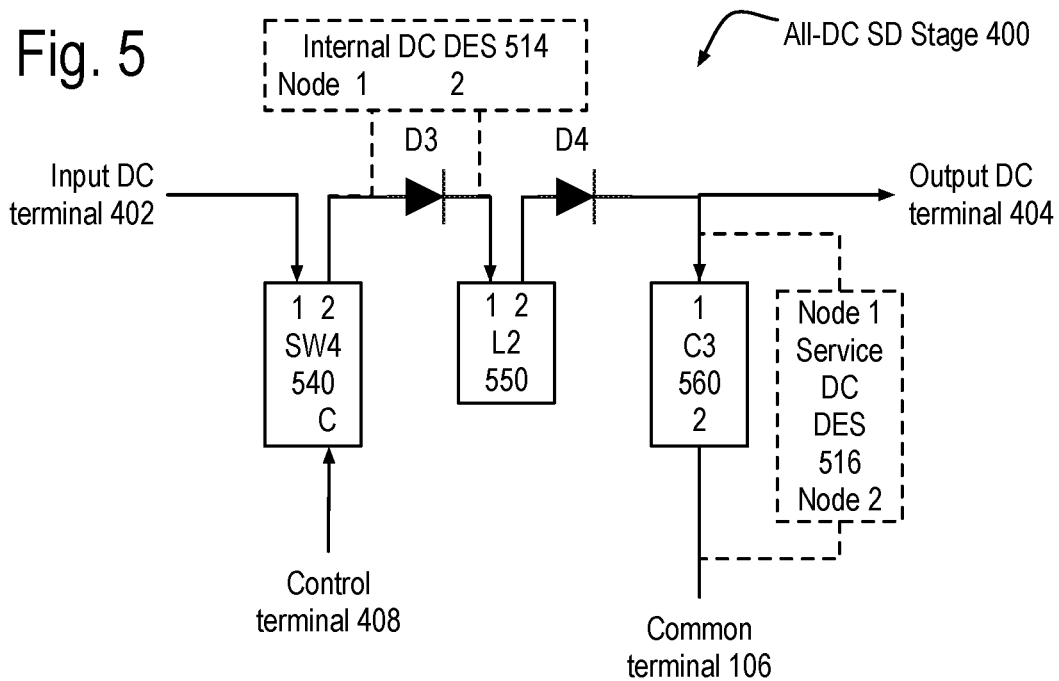 Fig. 5
All-DC SD Stage 400
Internal DC DES 514
Node 1 2
D3
D4
Input DC
terminal 402
Output DC
terminal 404
1 2
SW4
540
C
1 2
L2
550
1
C3
560
2
Node 1
Service
DC
DES
516
Node 2
Control
terminal 408
Common
terminal 106